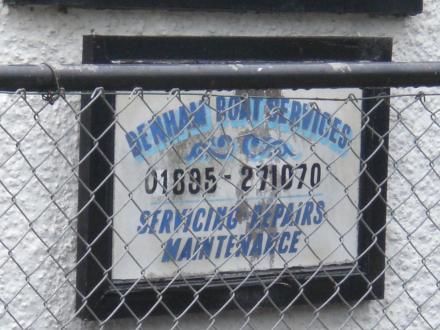 DENHAM BOAT SERVICES
01895-271070
SERVICING-REPAIRS
MAINTENANCE